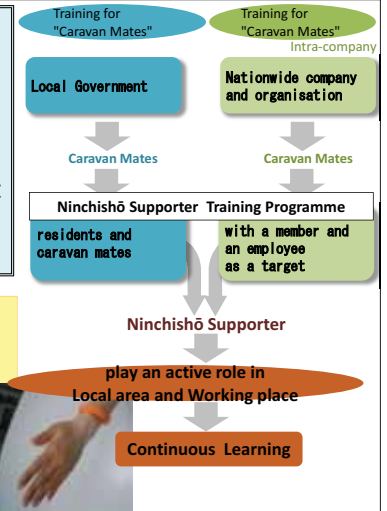 Training for
"Caravan Mates"
Training for
"Caravan Mates"
Intra-company
Local Government
Nationwide company
and organisation
Caravan Mates
Caravan Mates
Ninchishō Supporter Training Programme
residents and
caravan mates
with a member and
an employee
as a target
Ninchishō Supporter
play an active role in
Local area and Working place
Continuous Learning